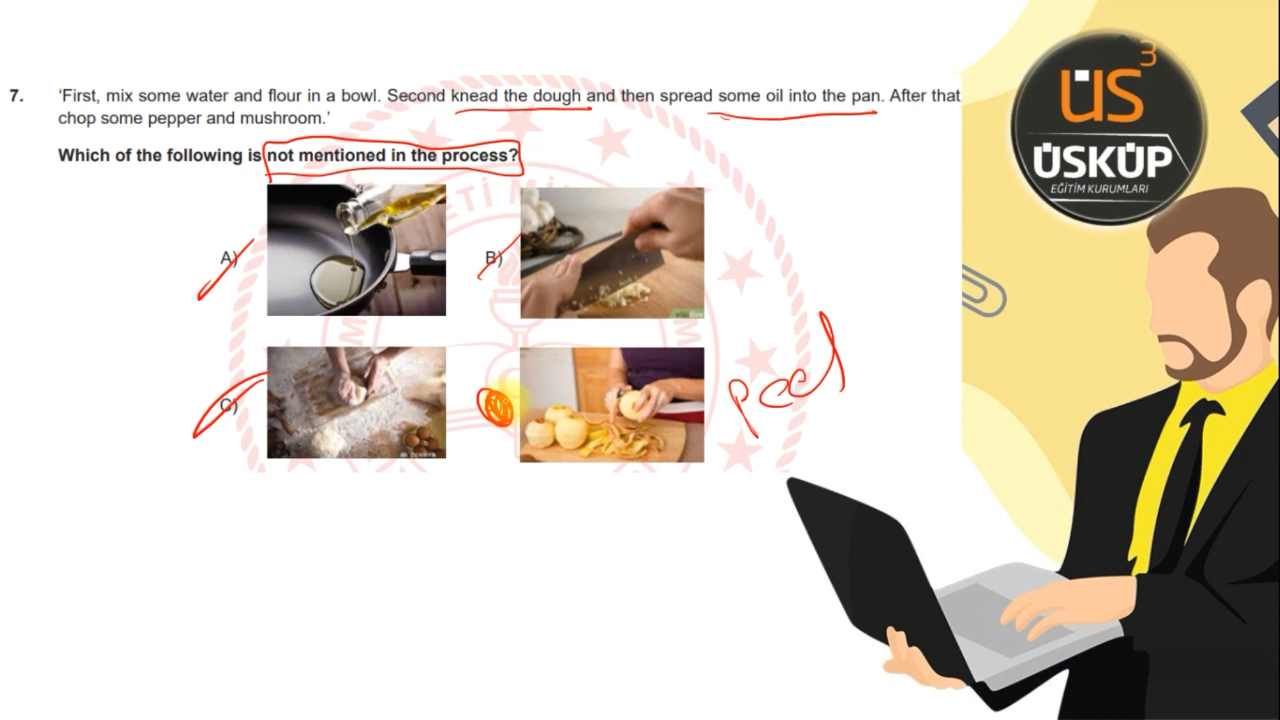 7. ‘First, mix some water and flour in a bowl. Second knead the dough and then spread some oil into the pan. After that
chop some pepper and mushroom.’
Which of the following is not mentioned in the process?
A)
B)
C)
peel
ÜS3
ÜSKÜP
EĞİTİM KURUMLARI